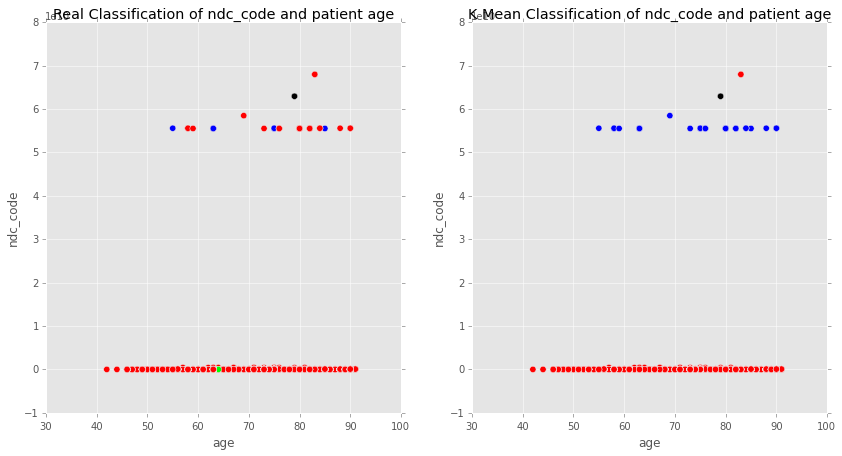 Real Classification of ndc_code and patient age
K-Mean Classification of ndc_code and patient age
8
7
6
5
4
3
2
1
0
−1
ndc_code
30 40 50 60 70 80 90 100
age
8
7
6
5
4
3
2
1
0
−1
ndc_code
30 40 50 60 70 80 90 100
age